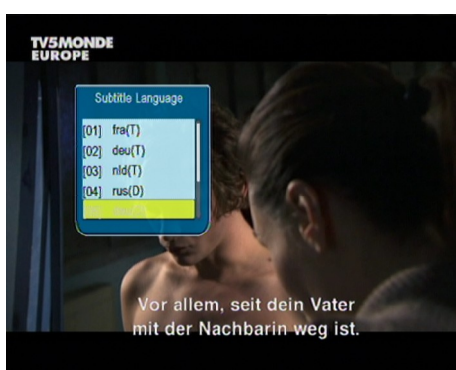 TV5MONDE
EUROPE
Subtitle Language
[01] fra(T)
[02] deu(T)
[03] nld(T)
[04] rus(D)
Vor allem, seit dein Vater
mit der Nachbarin weg ist.